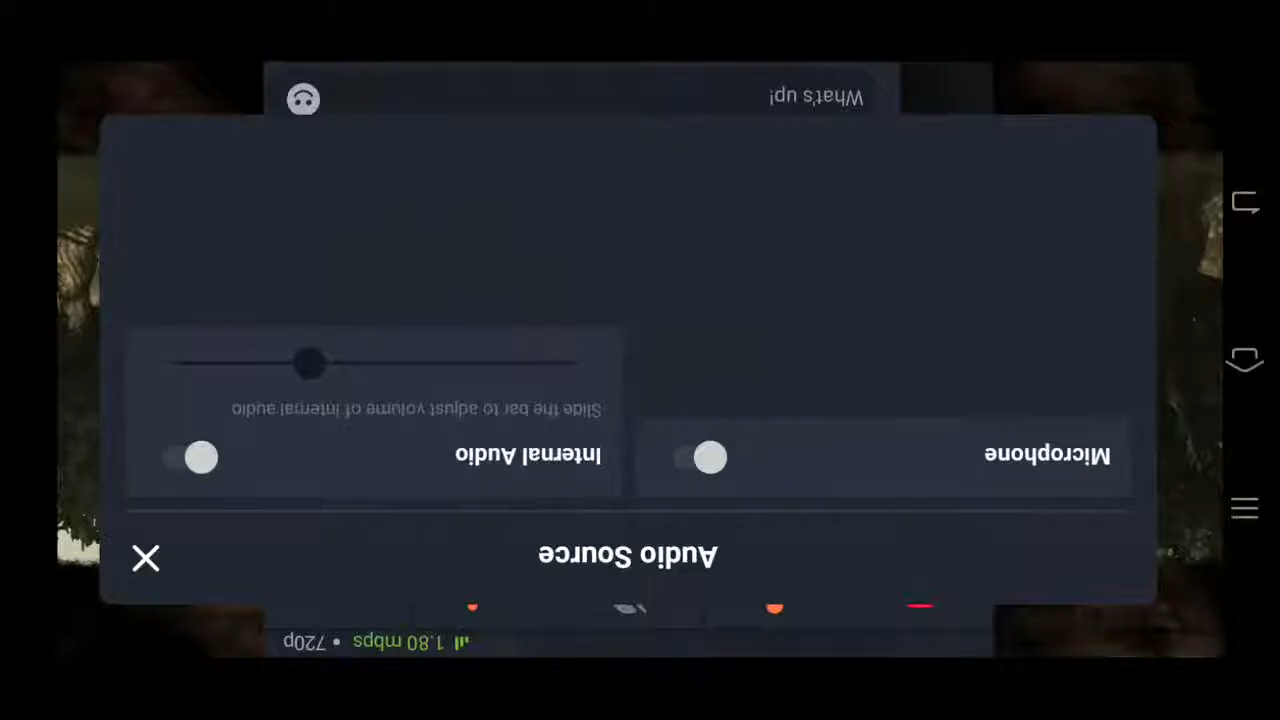 1.80 mbps • 720p
Audio Source
Microphone
Internal Audio
Slide the bar to adjust volume of internal audio
What's up!